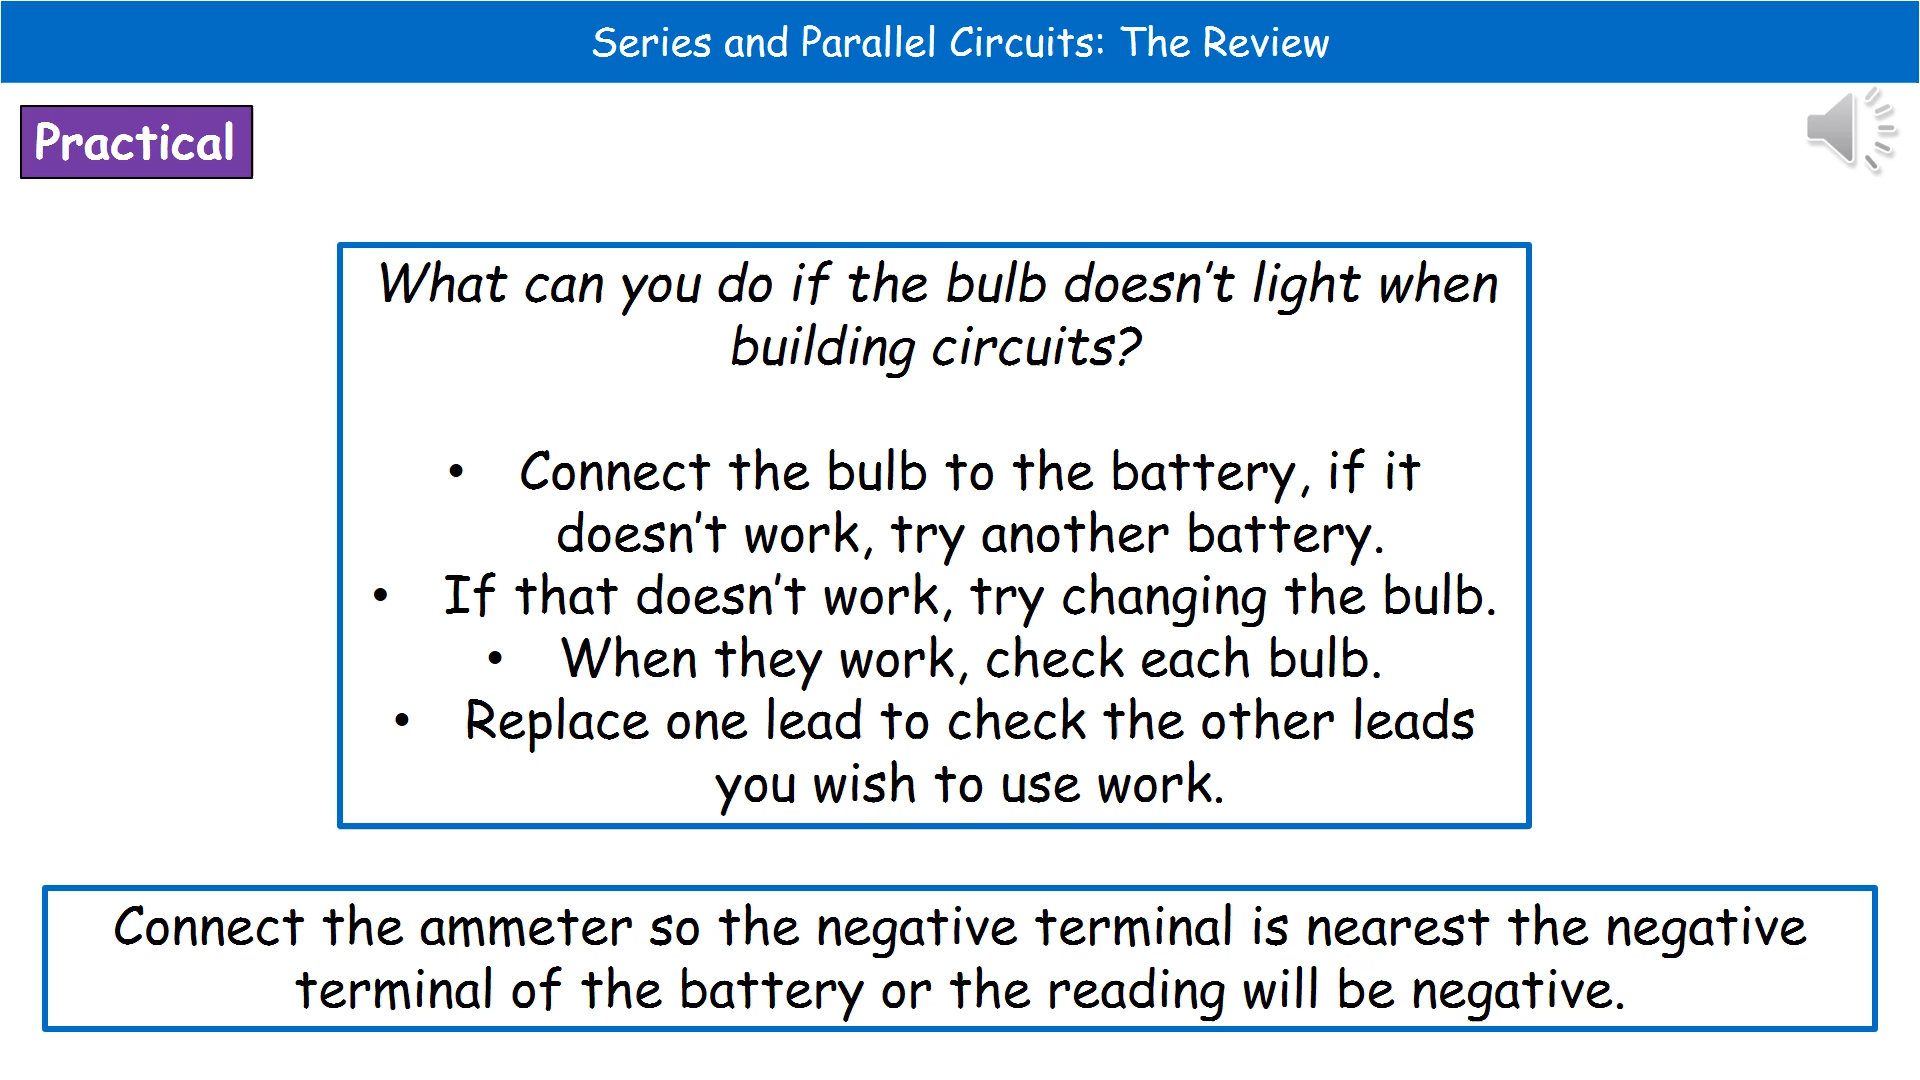 Series and Parallel Circuits: The Review
Practical
What can you do if the bulb doesn’t light when
building circuits?
• Connect the bulb to the battery, if it
doesn’t work, try another battery.
• If that doesn’t work, try changing the bulb.
• When they work, check each bulb.
• Replace one lead to check the other leads
you wish to use work.
Connect the ammeter so the negative terminal is nearest the negative
terminal of the battery or the reading will be negative.